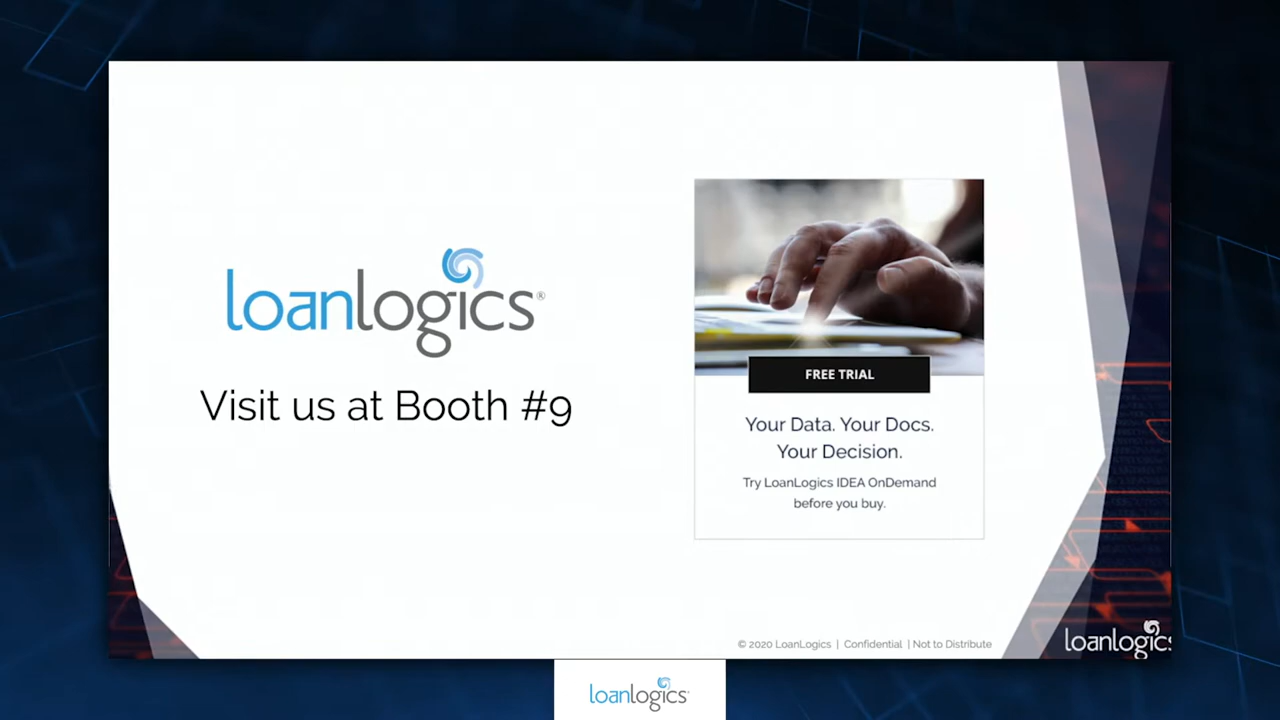 loanlogics®
Visit us at Booth #9
FREE TRIAL
Your Data. Your Docs.
Your Decision.
Try LoanLogics IDEA OnDemand
before you buy.
© 2020 LoanLogics | Confidential | Not to Distribute
loanlogics
loanlogics